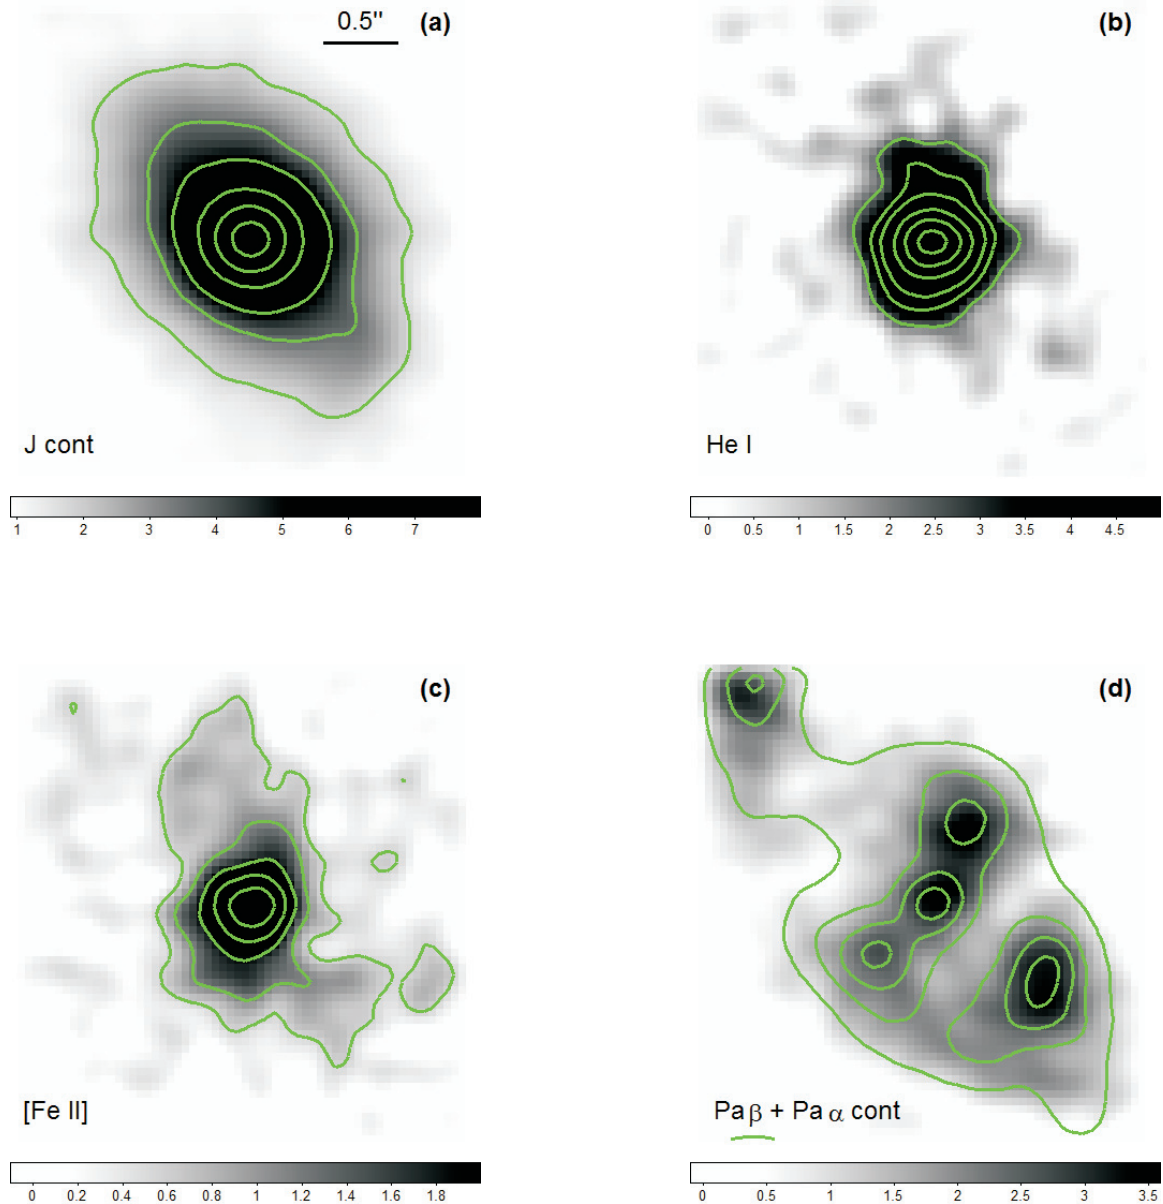 0.5" (a)
J cont
1 2 3 4 5 6 7
(b)
He I
0 0.5 1 1.5 2 2.5 3 3.5 4 4.5
(c)
[Fe II]
0 0.2 0.4 0.6 0.8 1 1.2 1.4 1.6 1.8
(d)
Pa β + Pa α cont
0 0.5 1 1.5 2 2.5 3 3.5